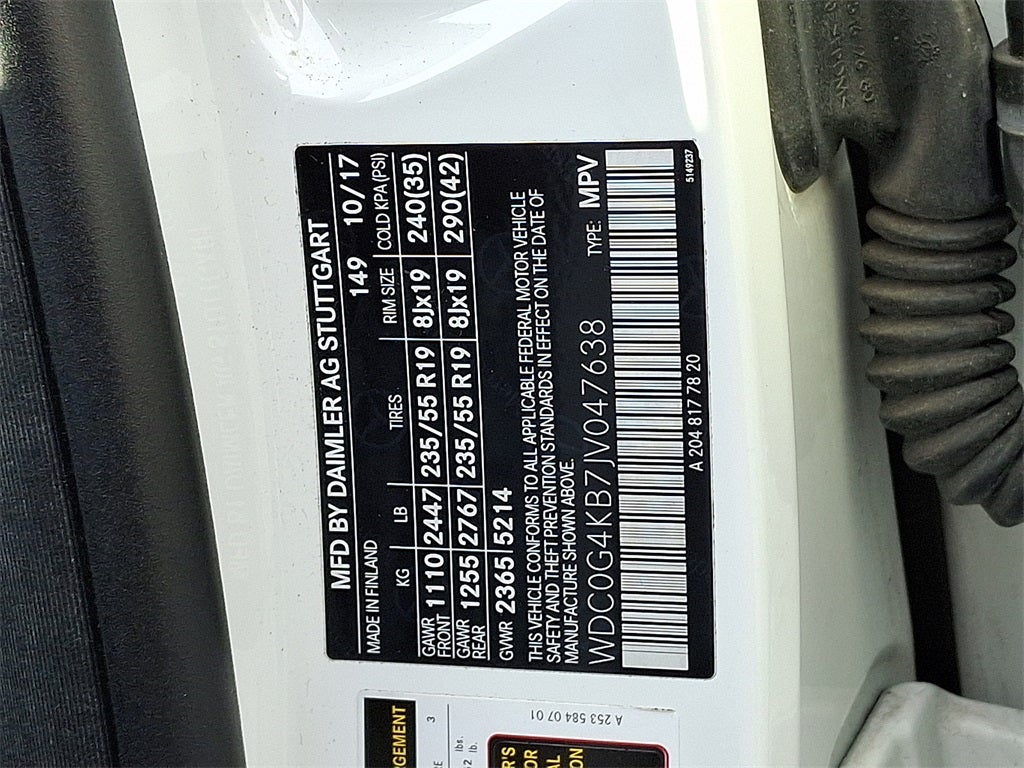 MFD BY DAIMLER AG STUTTGART
MADE IN FINLAND 149 10/17
KG LB TIRES RIM SIZE COLD KPA (PSI)
GAWR FRONT 1110 2447 235/55 R19 8Jx19 240(35)
GAWR REAR 1255 2767 235/55 R19 8Jx19 290(42)
GVWR 2365 5214
THIS VEHICLE CONFORMS TO ALL APPLICABLE FEDERAL MOTOR VEHICLE
SAFETY AND THEFT PREVENTION STANDARDS IN EFFECT ON THE DATE OF
MANUFACTURE SHOWN ABOVE.
WDC0G4KB7JV047638 TYPE: MPV
A 204 817 78 20
5149237
3
lbs.
lb.
A 253 584 07 01